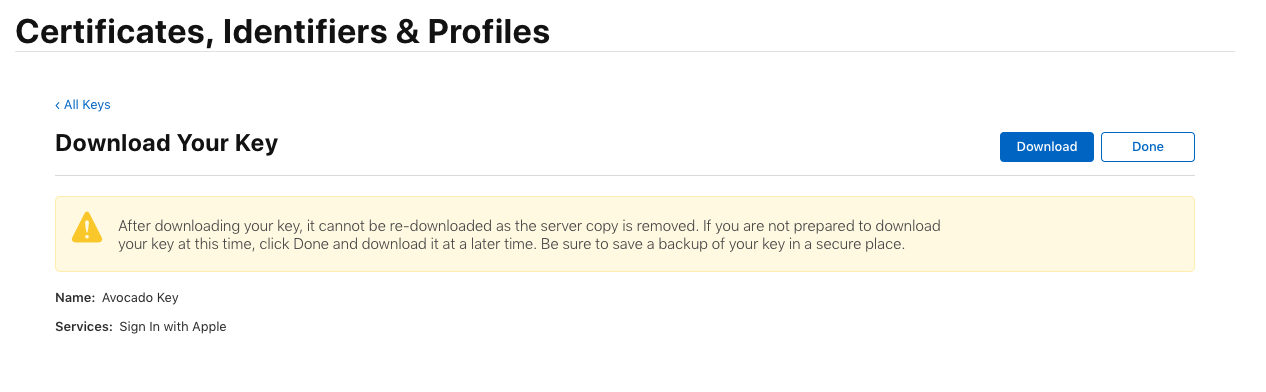 Certificates, Identifiers & Profiles
‹ All Keys
Download Your Key
Download
Done
After downloading your key, it cannot be re-downloaded as the server copy is removed. If you are not prepared to download
your key at this time, click Done and download it at a later time. Be sure to save a backup of your key in a secure place.
Name: Avocado Key
Services: Sign In with Apple